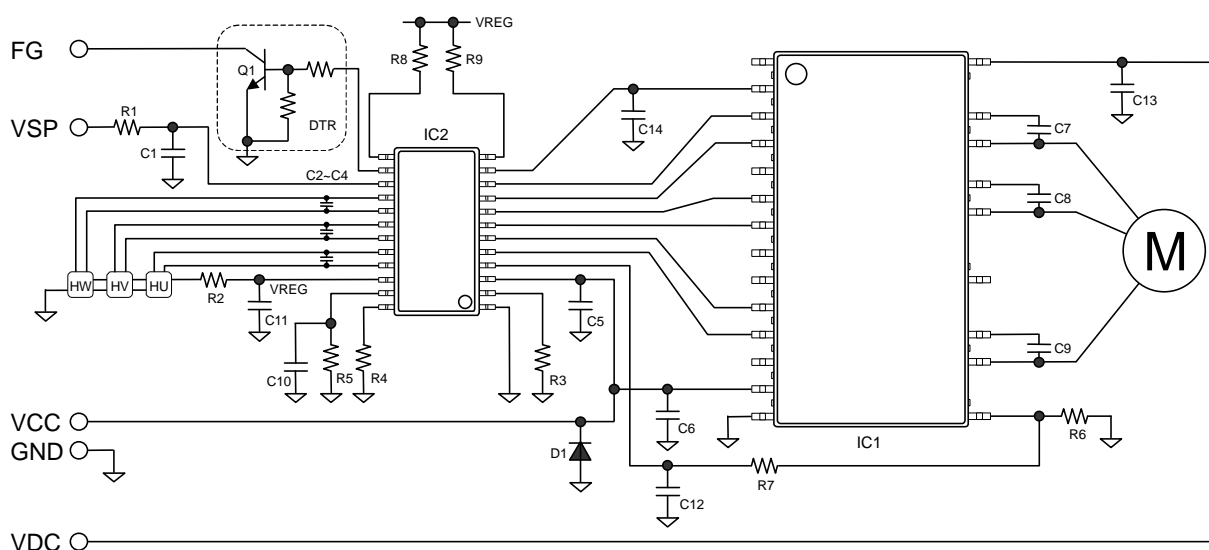 VREG
FG
R8
R9
Q1
C13
R1
DTR
IC2
C14
C7
VSP
C1
C2~C4
C8
M
HW
HV
HU
R2
VREG
C11
C5
C9
C10
R5
R4
R3
VCC
C6
IC1
R6
GND
D1
R7
C12
VDC